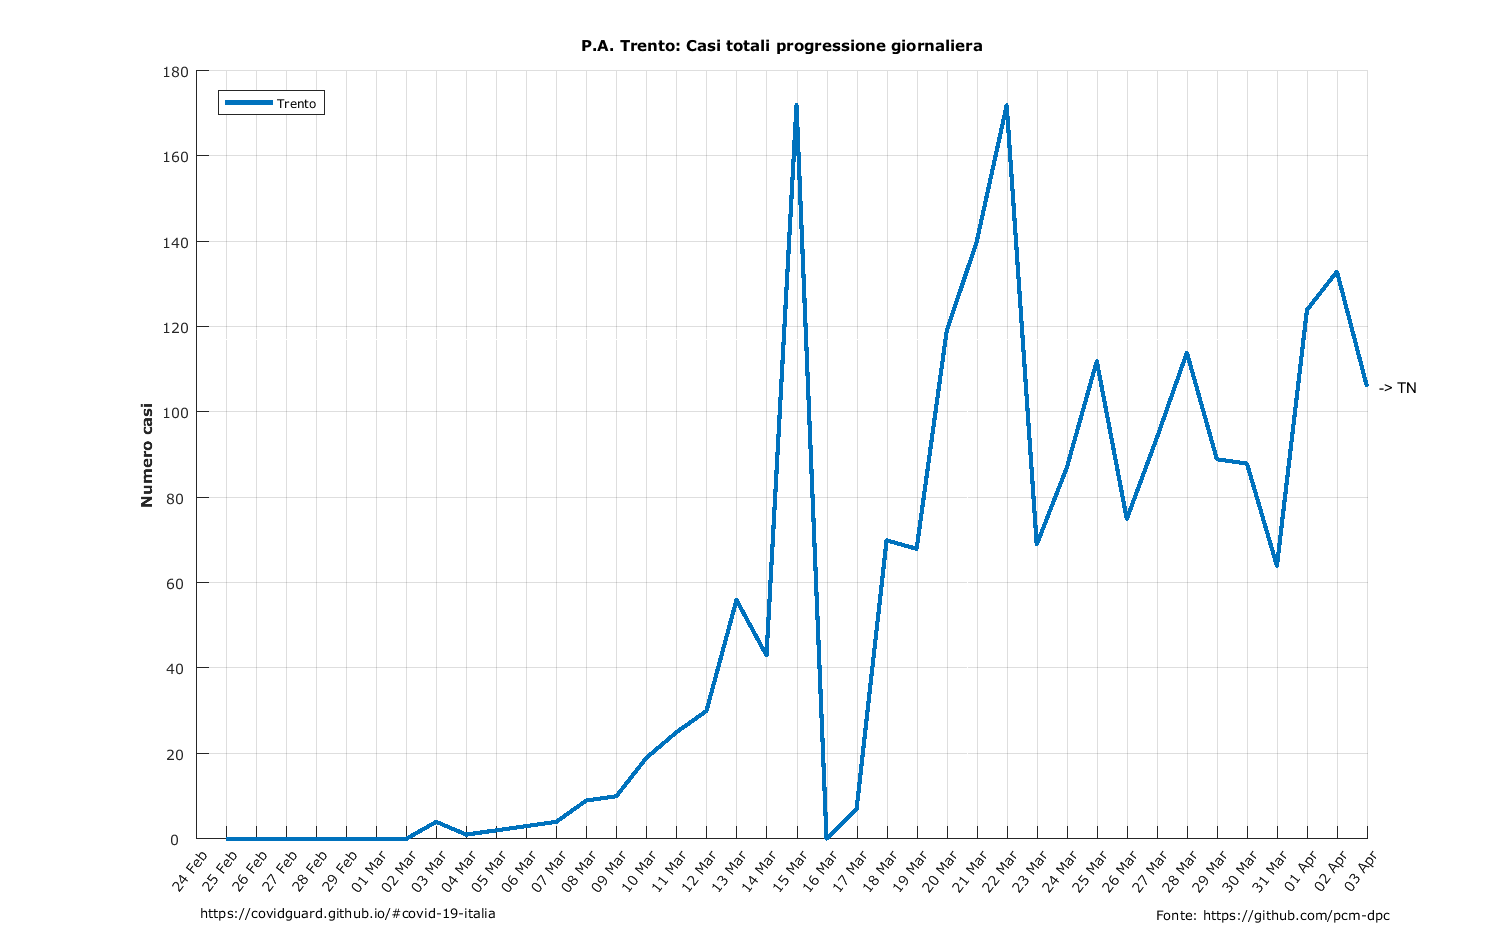 P.A. Trento: Casi totali progressione giornaliera
Trento
Numero casi
180
160
140
120
100
80
60
40
20
0
-> TN
24 Feb
25 Feb
26 Feb
27 Feb
28 Feb
29 Feb
01 Mar
02 Mar
03 Mar
04 Mar
05 Mar
06 Mar
07 Mar
08 Mar
09 Mar
10 Mar
11 Mar
12 Mar
13 Mar
14 Mar
15 Mar
16 Mar
17 Mar
18 Mar
19 Mar
20 Mar
21 Mar
22 Mar
23 Mar
24 Mar
25 Mar
26 Mar
27 Mar
28 Mar
29 Mar
30 Mar
31 Mar
01 Apr
02 Apr
03 Apr
https://covidguard.github.io/#covid-19-italia
Fonte: https://github.com/pcm-dpc